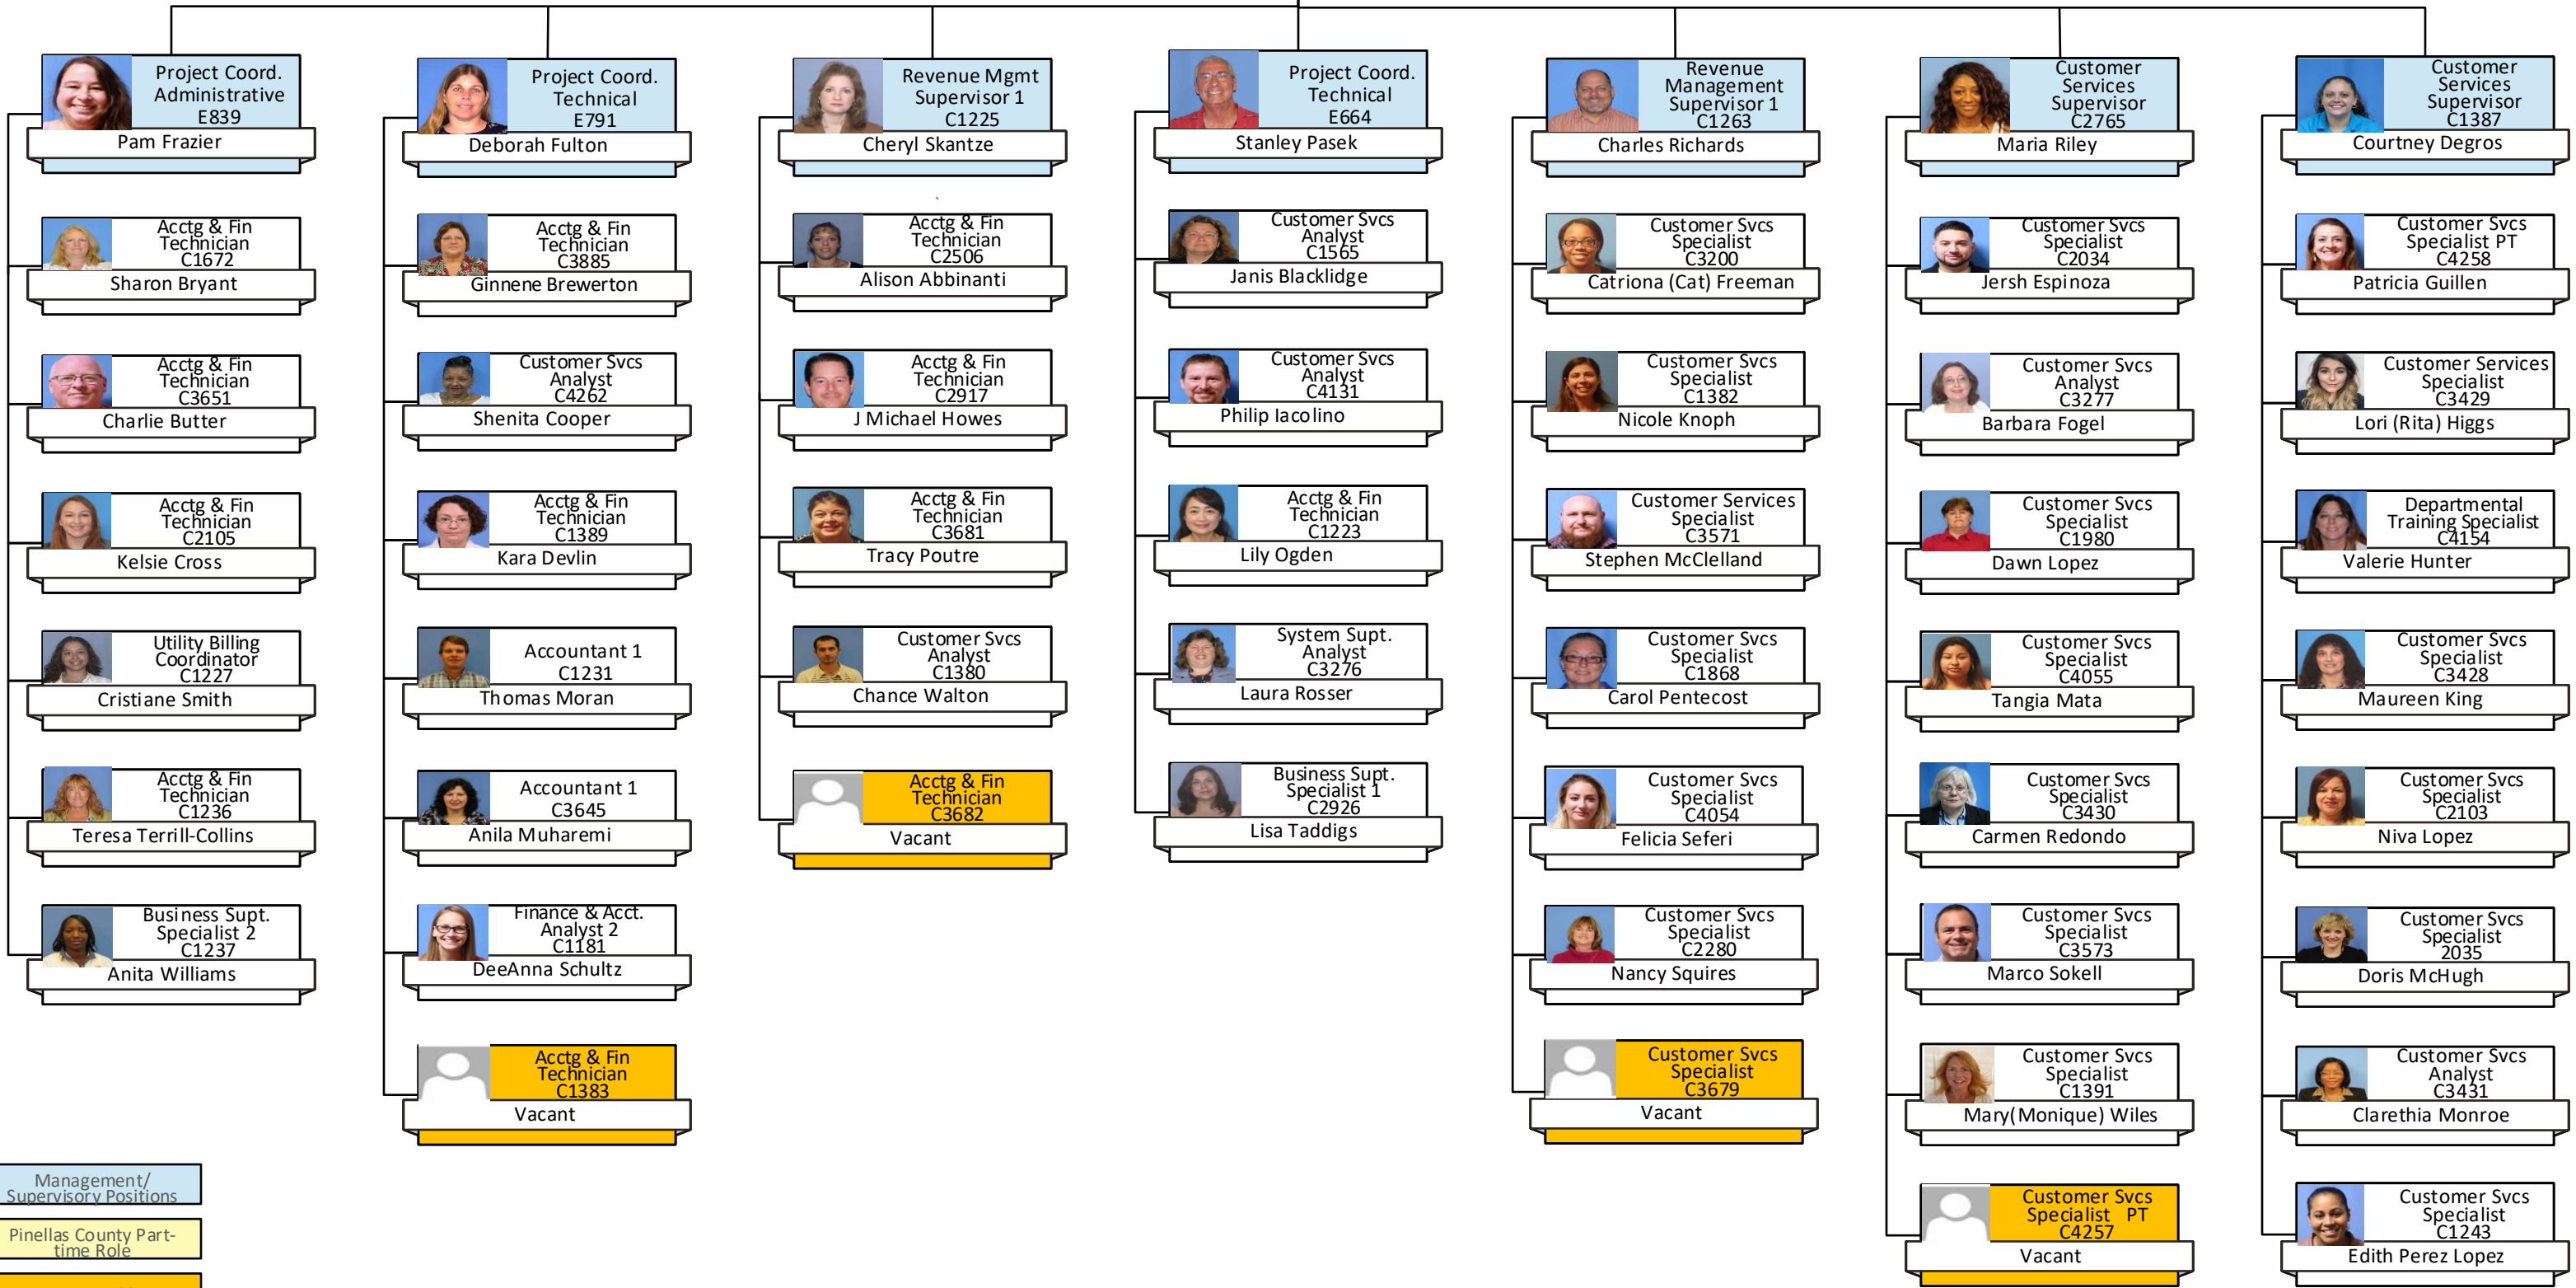 Project Coord.
Administrative
E839
Pam Frazier
Acctg & Fin
Technician
C1672
Sharon Bryant
Acctg & Fin
Technician
C3651
Charlie Butter
Acctg & Fin
Technician
C2105
Kelsie Cross
Utility Billing
Coordinator
C1227
Cristiane Smith
Acctg & Fin
Technician
C1236
Teresa Terrill-Collins
Business Supt.
Specialist 2
C1237
Anita Williams
Project Coord.
Technical
E791
Deborah Fulton
Acctg & Fin
Technician
C3885
Ginnene Brewerton
Customer Svcs
Analyst
C4262
Shenita Cooper
Acctg & Fin
Technician
C1389
Kara Devlin
Accountant 1
C1231
Thomas Moran
Accountant 1
C3645
Anila Muharemi
Finance & Acct.
Analyst 2
C1181
DeeAnna Schultz
Acctg & Fin
Technician
C1383
Vacant
Revenue Mgmt
Supervisor 1
C1225
Cheryl Skantze
`
Acctg & Fin
Technician
C2506
Alison Abbinanti
Acctg & Fin
Technician
C2917
J Michael Howes
Acctg & Fin
Technician
C3681
Tracy Poutre
Customer Svcs
Analyst
C1380
Chance Walton
Acctg & Fin
Technician
C3682
Vacant
Project Coord.
Technical
E664
Stanley Pasek
Customer Svcs
Analyst
C1565
Janis Blacklidge
Customer Svcs
Analyst
C4131
Philip Iacolino
Acctg & Fin
Technician
C1223
Lily Ogden
System Supt.
Analyst
C3276
Laura Rosser
Business Supt.
Specialist 1
C2926
Lisa Taddigs
Revenue
Management
Supervisor 1
C1263
Charles Richards
Customer Svcs
Specialist
C3200
Catriona (Cat) Freeman
Customer Svcs
Specialist
C1382
Nicole Knoph
Customer Services
Specialist
C3571
Stephen McClelland
Customer Svcs
Specialist
C1868
Carol Pentecost
Customer Svcs
Specialist
C4054
Felicia Seferi
Customer Svcs
Specialist
C2280
Nancy Squires
Customer Svcs
Specialist
C3679
Vacant
Customer
Services
Supervisor
C2765
Maria Riley
Customer Svcs
Specialist
C2034
Jersh Espinoza
Customer Svcs
Analyst
C3277
Barbara Fogel
Customer Svcs
Specialist
C1980
Dawn Lopez
Customer Svcs
Specialist
C4055
Tangia Mata
Customer Svcs
Specialist
C3430
Carmen Redondo
Customer Svcs
Specialist
C3573
Marco Sokell
Customer Svcs
Specialist
C1391
Mary(Monique) Wiles
Customer Svcs
Specialist PT
C4257
Vacant
Customer
Services
Supervisor
C1387
Courtney Degros
Customer Svcs
Specialist PT
C4258
Patricia Guillen
Customer Services
Specialist
C3429
Lori (Rita) Higgs
Departmental
Training Specialist
C4154
Valerie Hunter
Customer Svcs
Specialist
C3428
Maureen King
Customer Svcs
Specialist
C2103
Niva Lopez
Customer Svcs
Specialist
2035
Doris McHugh
Customer Svcs
Analyst
C3431
Clarethia Monroe
Customer Svcs
Specialist
C1243
Edith Perez Lopez
Management/
Supervisory Positions
Pinellas County Part-
time Role